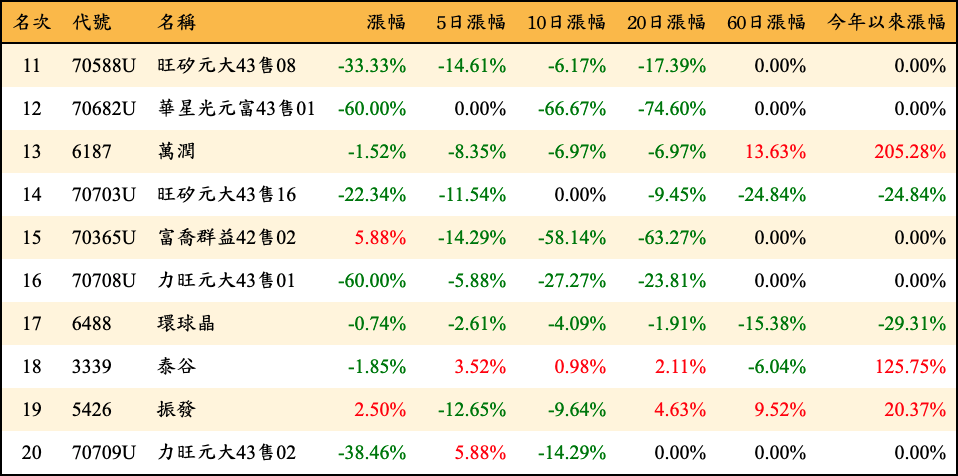 名次 代號 名稱 漲幅 5日漲幅 10日漲幅 20日漲幅 60日漲幅 今年以來漲幅
11 70588U 旺矽元大43售08 -33.33% -14.61% -6.17% -17.39% 0.00% 0.00%
12 70682U 華星光元富43售01 -60.00% 0.00% -66.67% -74.60% 0.00% 0.00%
13 6187 萬潤 -1.52% -8.35% -6.97% -6.97% 13.63% 205.28%
14 70703U 旺矽元大43售16 -22.34% -11.54% 0.00% -9.45% -24.84% -24.84%
15 70365U 富喬群益42售02 5.88% -14.29% -58.14% -63.27% 0.00% 0.00%
16 70708U 力旺元大43售01 -60.00% -5.88% -27.27% -23.81% 0.00% 0.00%
17 6488 環球晶 -0.74% -2.61% -4.09% -1.91% -15.38% -29.31%
18 3339 泰谷 -1.85% 3.52% 0.98% 2.11% -6.04% 125.75%
19 5426 振發 2.50% -12.65% -9.64% 4.63% 9.52% 20.37%
20 70709U 力旺元大43售02 -38.46% 5.88% -14.29% 0.00% 0.00% 0.00%